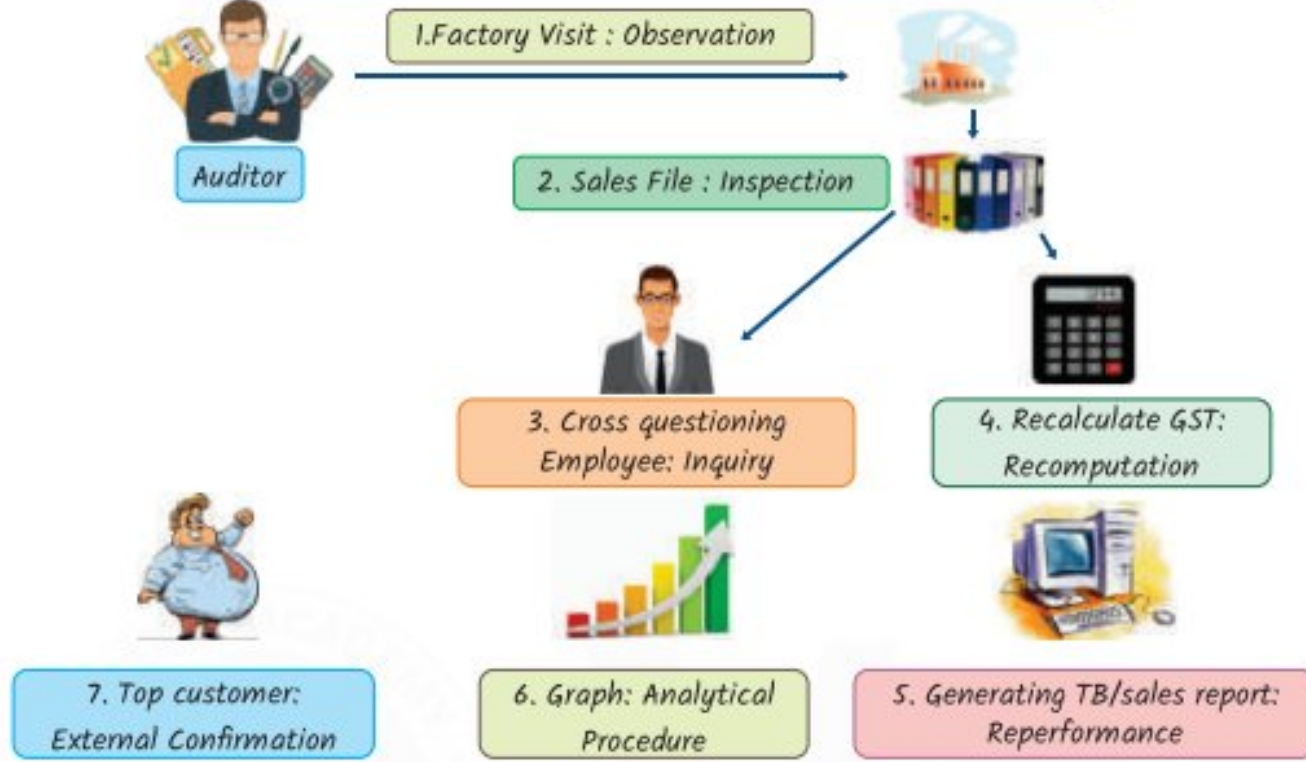 1.Factory Visit : Observation
Auditor
2. Sales File : Inspection
3. Cross questioning
Employee: Inquiry
4. Recalculate GST:
Recomputation
7. Top customer:
External Confirmation
6. Graph: Analytical
Procedure
5. Generating TB/sales report:
Reperformance